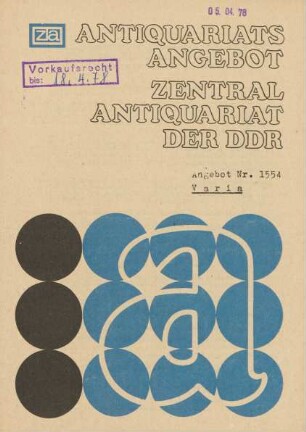 05. 04. 78
za
ANTIQUARIATS
ANGEBOT
Vorkaufsrecht
bis: 18. 4. 78
ZENTRAL
ANTIQUARIAT
DER DDR
Angebot Nr. 1554
Varia
a